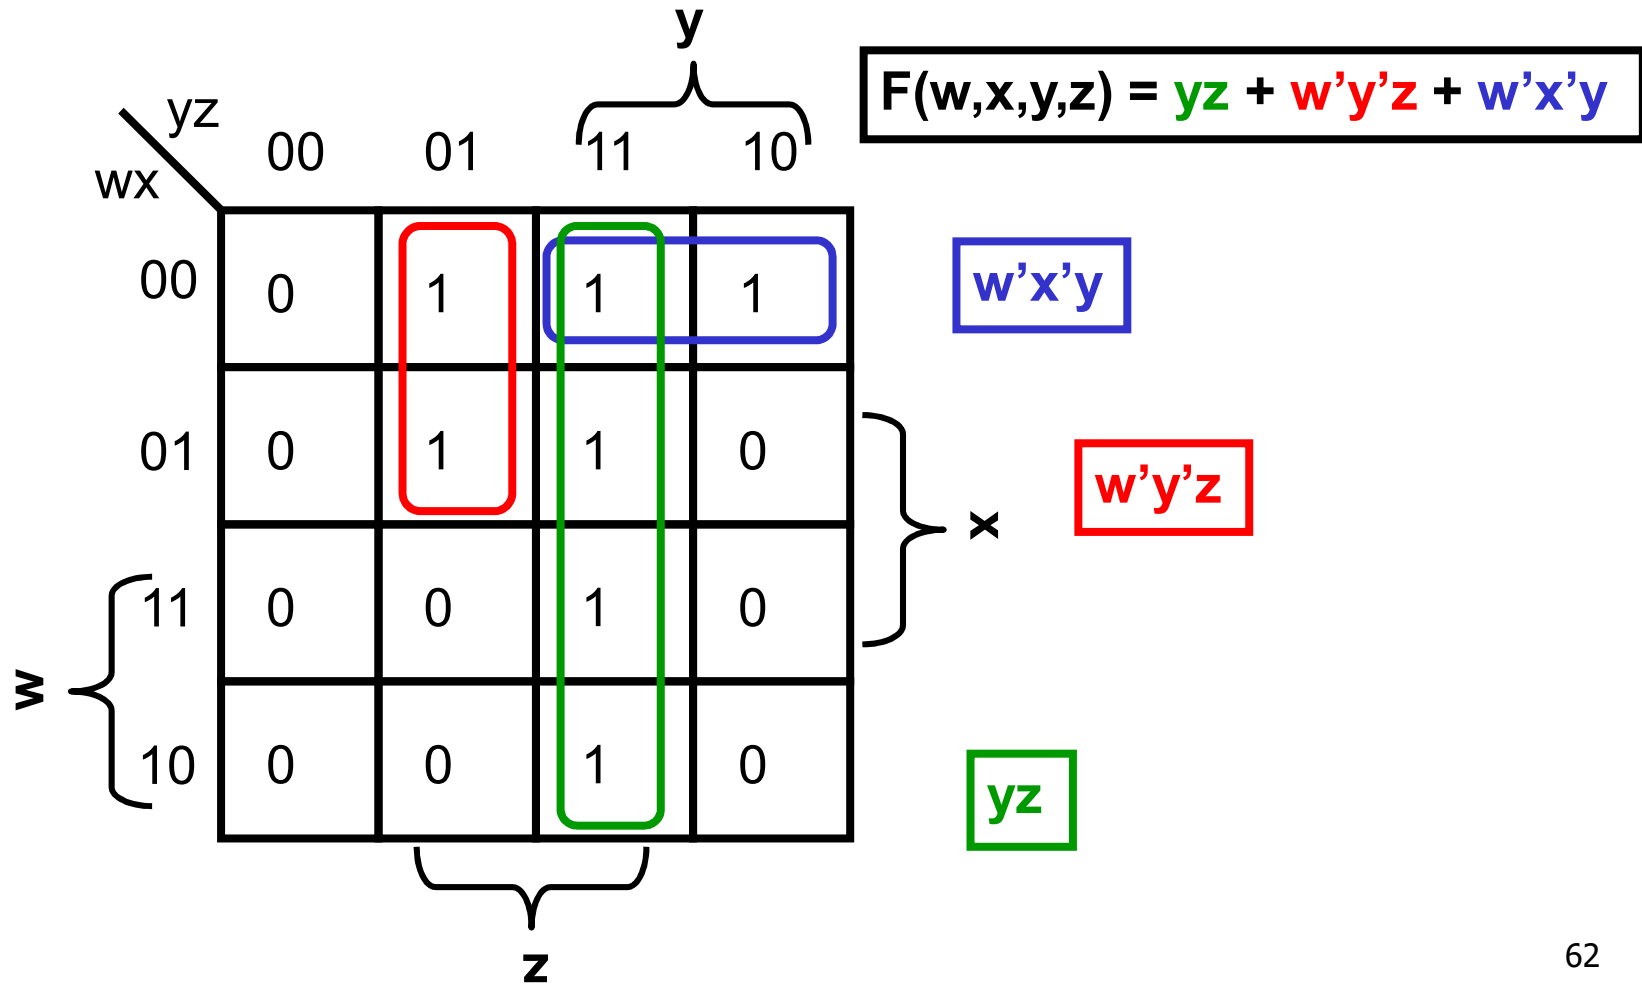 y
F(w,x,y,z) = yz + w’y’z + w’x’y
yz
wx
00 01 11 10
00 0 1 1 1
w’x’y
01 0 1 1 0
w’y’z
x
11 0 0 1 0
w
10 0 0 1 0
yz
z
62